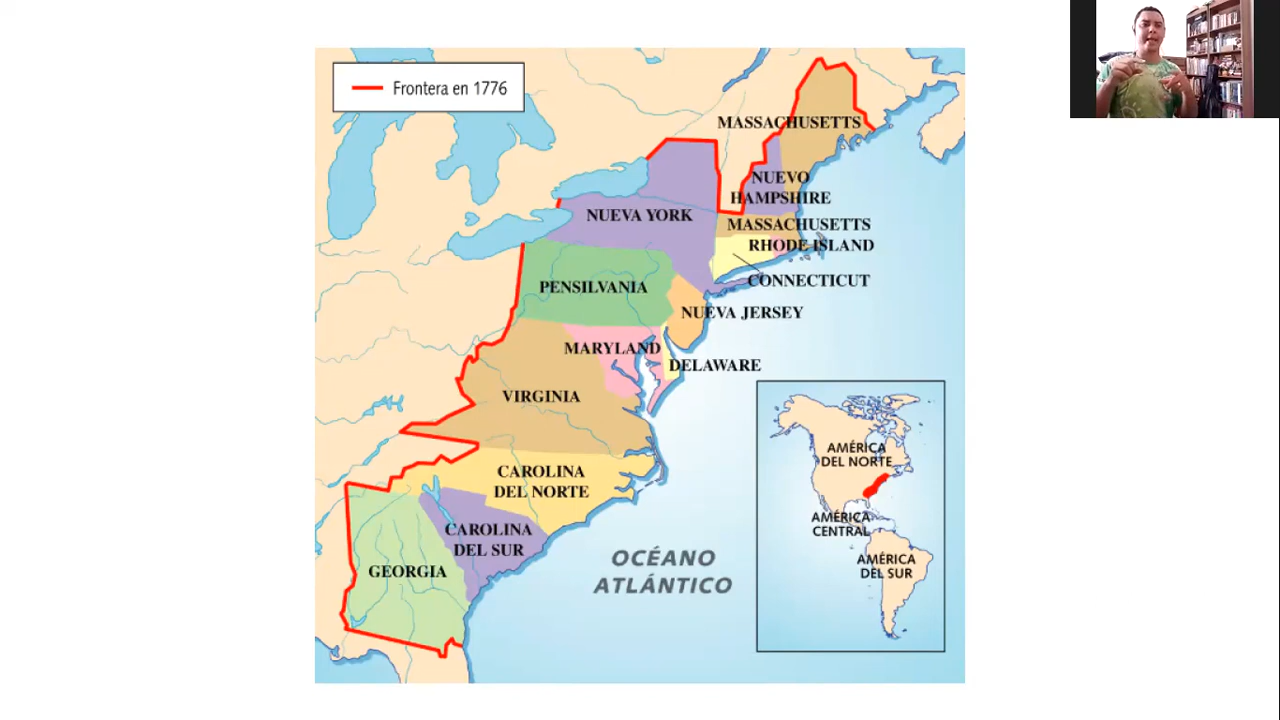 Frontera en 1776
MASSACHUSETTS
NUEVO
HAMPSHIRE
NUEVA YORK
MASSACHUSETTS
RHODE ISLAND
CONNECTICUT
PENSILVANIA
NUEVA JERSEY
MARYLAND
DELAWARE
VIRGINIA
CAROLINA
DEL NORTE
CAROLINA
DEL SUR
GEORGIA
OCÉANO
ATLÁNTICO
AMÉRICA
DEL NORTE
AMÉRICA
CENTRAL
AMÉRICA
DEL SUR